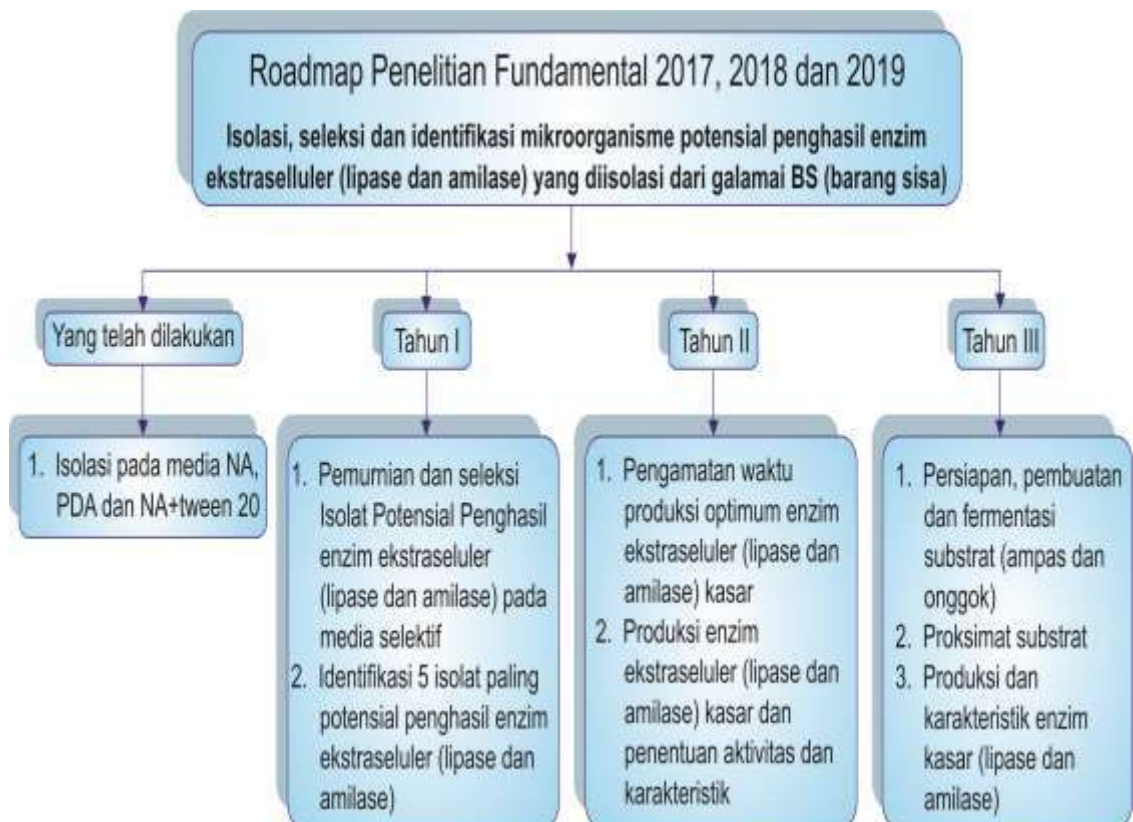 Roadmap Penelitian Fundamental 2017, 2018 dan 2019
Isolasi, seleksi dan identifikasi mikroorganisme potensial penghasil enzim
ekstraselluler (lipase dan amilase) yang diisolasi dari galamai BS (barang sisa)
Yang telah dilakukan
Tahun I
Tahun II
Tahun III
1. Isolasi pada media NA,
PDA dan NA+tween 20
1. Pemurnian dan seleksi
Isolat Potensial Penghasil
enzim ekstraseluler
(lipase dan amilase) pada
media selektif
2. Identifikasi 5 isolat paling
potensial penghasil enzim
ekstraseluler (lipase dan
amilase)
1. Pengamatan waktu
produksi optimum enzim
ekstraseluler (lipase dan
amilase) kasar
2. Produksi enzim
ekstraseluler (lipase dan
amilase) kasar dan
penentuan aktivitas dan
karakteristik
1. Persiapan, pembuatan
dan fermentasi
substrat (ampas dan
onggok)
2. Proksimat substrat
3. Produksi dan
karakteristik enzim
kasar (lipase dan
amilase)